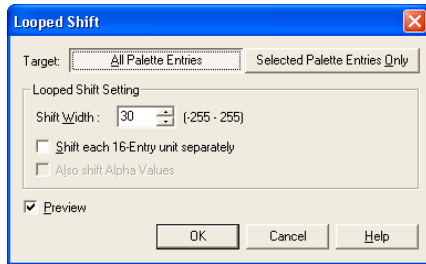 Looped Shift
Target: All Palette Entries Selected Palette Entries Only
Looped Shift Setting
Shift Width : 30 (-255 - 255)
Shift each 16-Entry unit separately
Also shift Alpha Values
Preview
OK Cancel Help